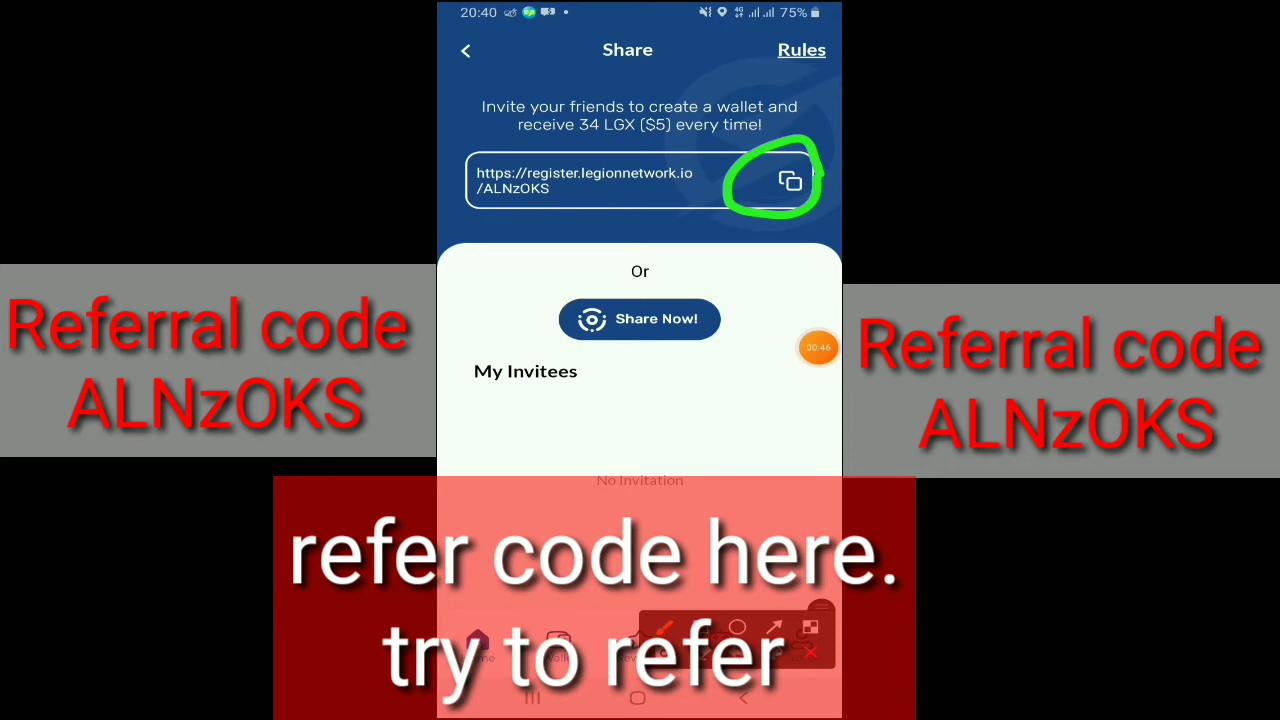 20:40
75%
Share
Rules
Invite your friends to create a wallet and
receive 34 LGX ($5) every time!
https://register.legionnetwork.io
/ALNzOKS
Or
Share Now!
00:46
My Invitees
No Invitation
Referral code
ALNzOKS
Referral code
ALNzOKS
refer code here.
try to refer